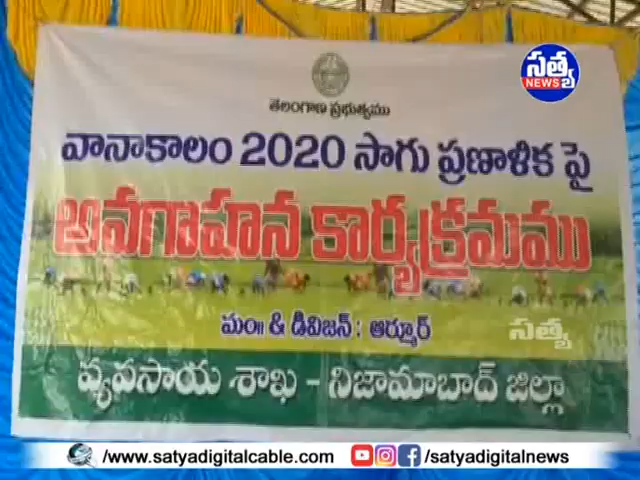 సత్య
NEWS
తెలంగాణ ప్రభుత్వము
వానాకాలం 2020 సాగు ప్రణాళిక పై
అవగాహన కార్యక్రమము
మం॥ & డివిజన్ : ఆర్మూర్
సత్య
వ్యవసాయ శాఖ - నిజామాబాద్ జిల్లా
www.satyadigitalcable.com
/satyadigitalnews